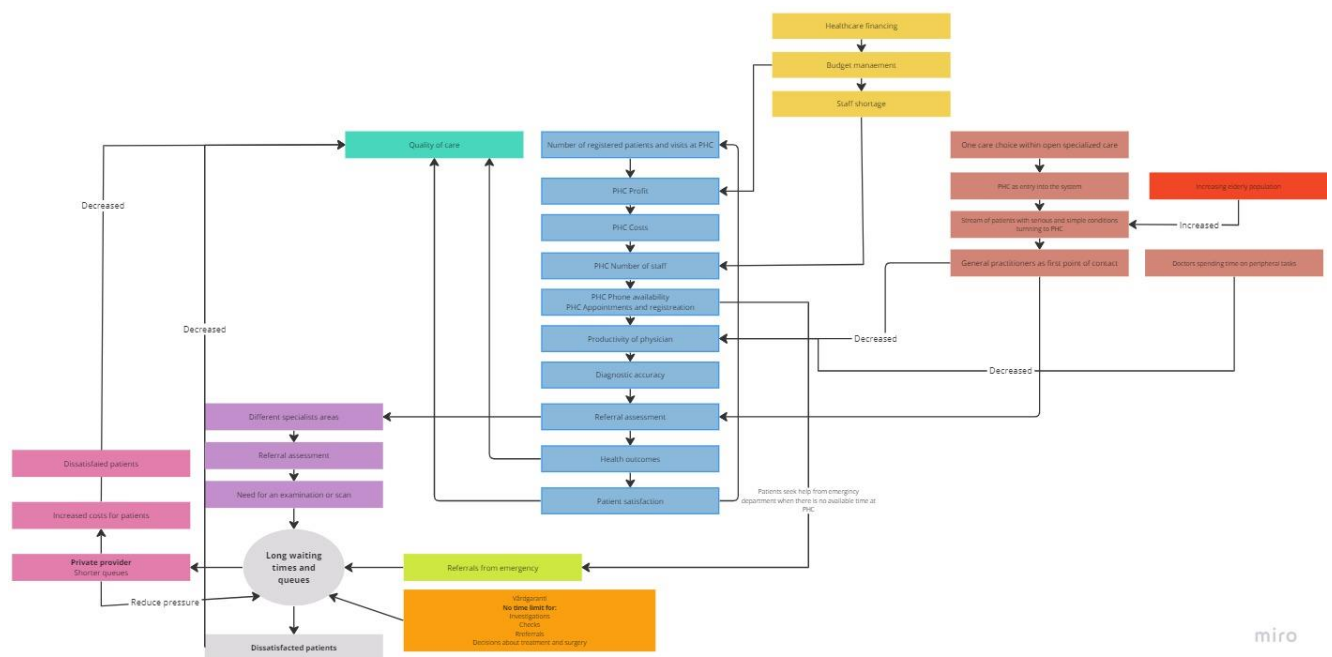 Healthcare financing
Budget manaement
Staff shortage
Quality of care
Number of registered patients and visits at PHC
One care choice within open specialized care
Decreased
PHC Profit
PHC as entry into the system
Increasing elderly population
PHC Costs
Stream of patients with serious and simple conditions
turnning to PHC
Increased
PHC Number of staff
General practitioners as first point of contact
Doctors spending time on peripheral tasks
PHC Phone availability
PHC Appointments and registreation
Decreased
Productivity of physician
Decreased
Diagnostic accuracy
Decreased
Different specialists areas
Referral assessment
Referral assessment
Health outcomes
Dissatisfaied patients
Need for an examination or scan
Patient satisfaction
Patients seek help from emergency
department when there is no available time at
PHC
Increased costs for patients
Long waiting
times and
queues
Private provider
Shorter queues
Referrals from emergency
Reduce pressure
Vårdgaranti
No time limit for:
Investigations
Checks
Rreferrals
Decisions about treatment and surgery
Dissatisfacted patients
miro